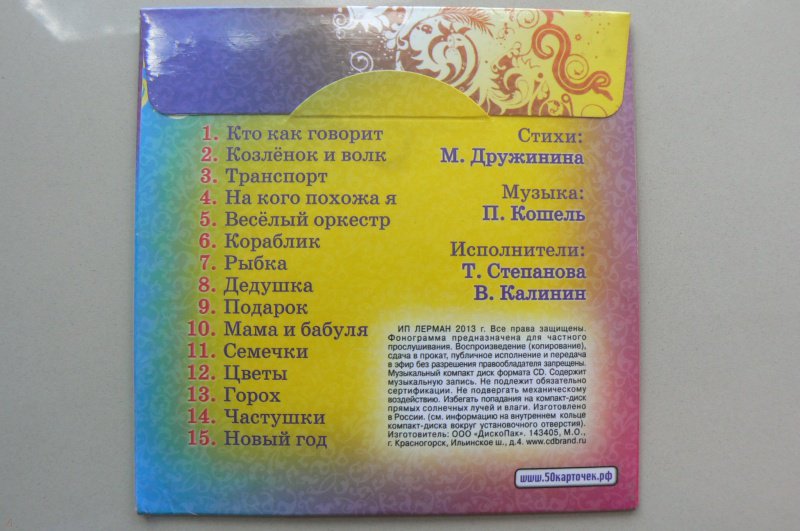 1. Кто как говорит
2. Козлёнок и волк
3. Транспорт
4. На кого похожа я
5. Весёлый оркестр
6. Кораблик
7. Рыбка
8. Дедушка
9. Подарок
10. Мама и бабуля
11. Семечки
12. Цветы
13. Горох
14. Частушки
15. Новый год
Стихи:
М. Дружинина
Музыка:
П. Кошель
Исполнители:
Т. Степанова
В. Калинин
ИП ЛЕРМАН 2013 г. Все права защищены.
Фонограмма предназначена для частного
прослушивания. Воспроизведение (копирование),
сдача в прокат, публичное исполнение и передача
в эфир без разрешения правообладателя запрещены.
Музыкальный компакт диск формата CD. Содержит
музыкальную запись. Не подлежит обязательно
сертификации. Не подвергать механическому
воздействию. Избегать попадания на компакт-диск
прямых солнечных лучей и влаги. Изготовлено
в России. (см. информацию на внутреннем кольце
компакт-диска вокруг установочного отверстия).
Изготовитель: ООО «ДискоПак». 143405, М.О.,
г. Красногорск, Ильинское ш., д.4. www.cdbrand.ru
www.50карточек.рф